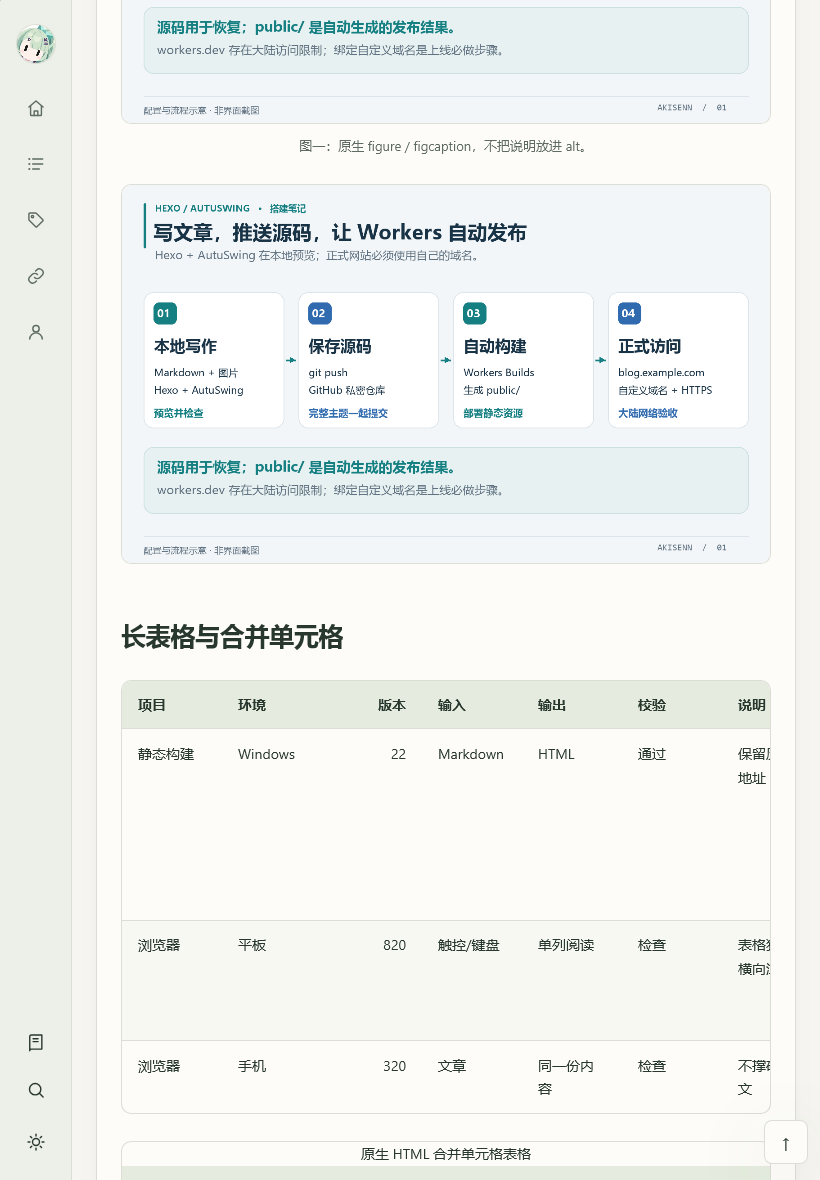 源码用于恢复；public/ 是自动生成的发布结果。
workers.dev 存在大陆访问限制；绑定自定义域名是上线必做步骤。
配置与流程示意 · 非界面截图
AKISENN / 01
图一：原生 figure / figcaption，不把说明放进 alt。
HEXO / AUTUSWING • 搭建笔记
写文章，推送源码，让 Workers 自动发布
Hexo + AutuSwing 在本地预览；正式网站必须使用自己的域名。
01
本地写作
Markdown + 图片
Hexo + AutuSwing
预览并检查
02
保存源码
git push
GitHub 私密仓库
完整主题一起提交
03
自动构建
Workers Builds
生成 public/
部署静态资源
04
正式访问
blog.example.com
自定义域名 + HTTPS
大陆网络验收
源码用于恢复；public/ 是自动生成的发布结果。
workers.dev 存在大陆访问限制；绑定自定义域名是上线必做步骤。
配置与流程示意 · 非界面截图
AKISENN / 01
长表格与合并单元格
项目 环境 版本 输入 输出 校验 说明
静态构建 Windows 22 Markdown HTML 通过 保留
地址
浏览器 平板 820 触控/键盘 单列阅读 检查 表格
横向
浏览器 手机 320 文章 同一份内 检查 不撑
容 文
原生 HTML 合并单元格表格
↑